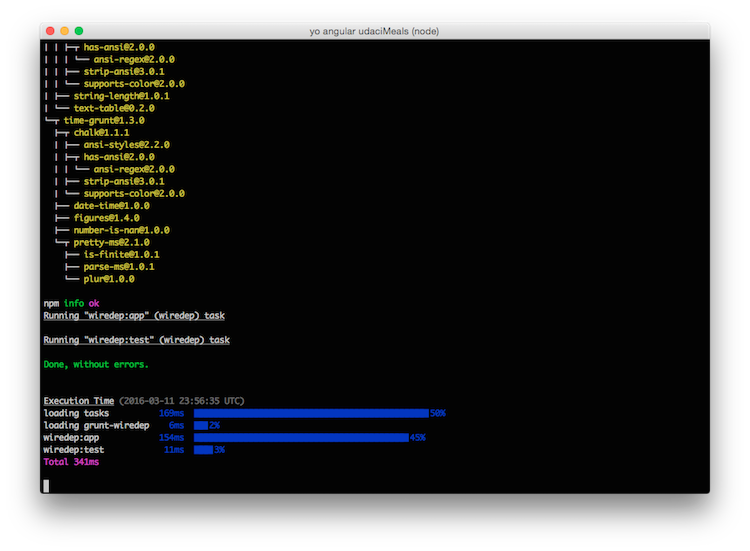 yo angular udaciMeals (node)
│ │ ├─┬ has-ansi@2.0.0
│ │ │ └── ansi-regex@2.0.0
│ │ ├── strip-ansi@3.0.1
│ │ └── supports-color@2.0.0
│ ├── string-length@1.0.1
│ └── text-table@0.2.0
└─┬ time-grunt@1.3.0
  ├─┬ chalk@1.1.1
  │ ├── ansi-styles@2.2.0
  │ ├─┬ has-ansi@2.0.0
  │ │ └── ansi-regex@2.0.0
  │ ├── strip-ansi@3.0.1
  │ └── supports-color@2.0.0
  ├── date-time@1.0.0
  ├── figures@1.4.0
  ├── number-is-nan@1.0.0
  └─┬ pretty-ms@2.1.0
    ├── is-finite@1.0.1
    ├── parse-ms@1.0.1
    └── plur@1.0.0
npm info ok
Running "wiredep:app" (wiredep) task
Running "wiredep:test" (wiredep) task
Done, without errors.
Execution Time (2016-03-11 23:56:35 UTC)
loading tasks 169ms 50%
loading grunt-wiredep 6ms 2%
wiredep:app 154ms 45%
wiredep:test 11ms 3%
Total 341ms